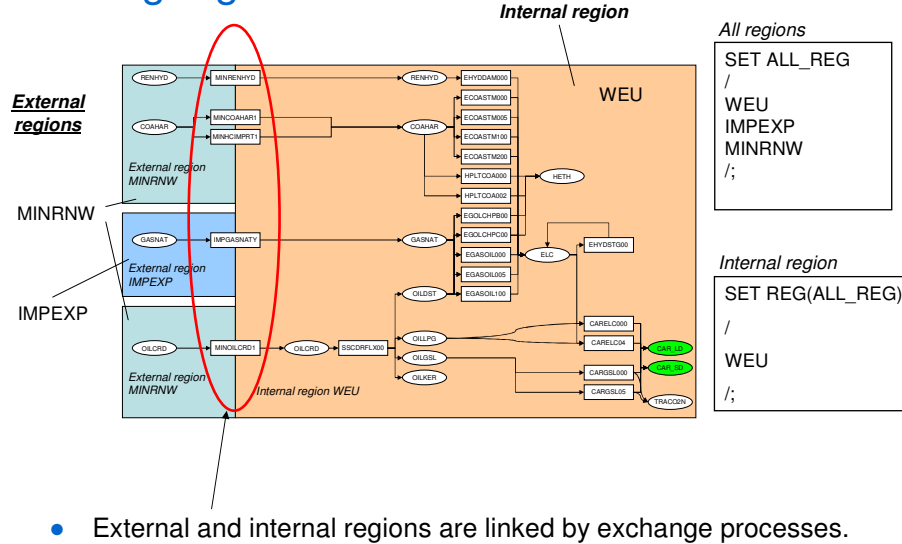 Internal region
All regions
SET ALL_REG
/
WEU
IMPEXP
MINRNW
/;
External
regions
WEU
RENHYD
MINRENHYD
RENHYD
EHYDDAM000
ECOASTM000
COAHAR
MINCOAHAR1
MINHCIMPRT1
COAHAR
ECOASTM005
ECOASTM100
ECOASTM200
External region
MINRNW
HPLTCOA000
HETH
HPLTCOA002
MINRNW
EGOLCHPB00
EGOLCHPC00
GASNAT
IMPGASNATY
GASNAT
EGASOIL000
ELC
EHYDSTG00
External region
IMPEXP
EGASOIL005
OILDST
EGASOIL100
IMPEXP
Internal region
SET REG(ALL_REG)
/
WEU
/;
CARELC000
OILLPG
CARELC04
OILCRD
MINOILCRD1
OILCRD
SSCDRFLX00
CAR_LD
OILGSL
CAR_SD
OILKER
CARGSL000
External region
MINRNW
Internal region WEU
CARGSL05
TRACO2N
● External and internal regions are linked by exchange processes.